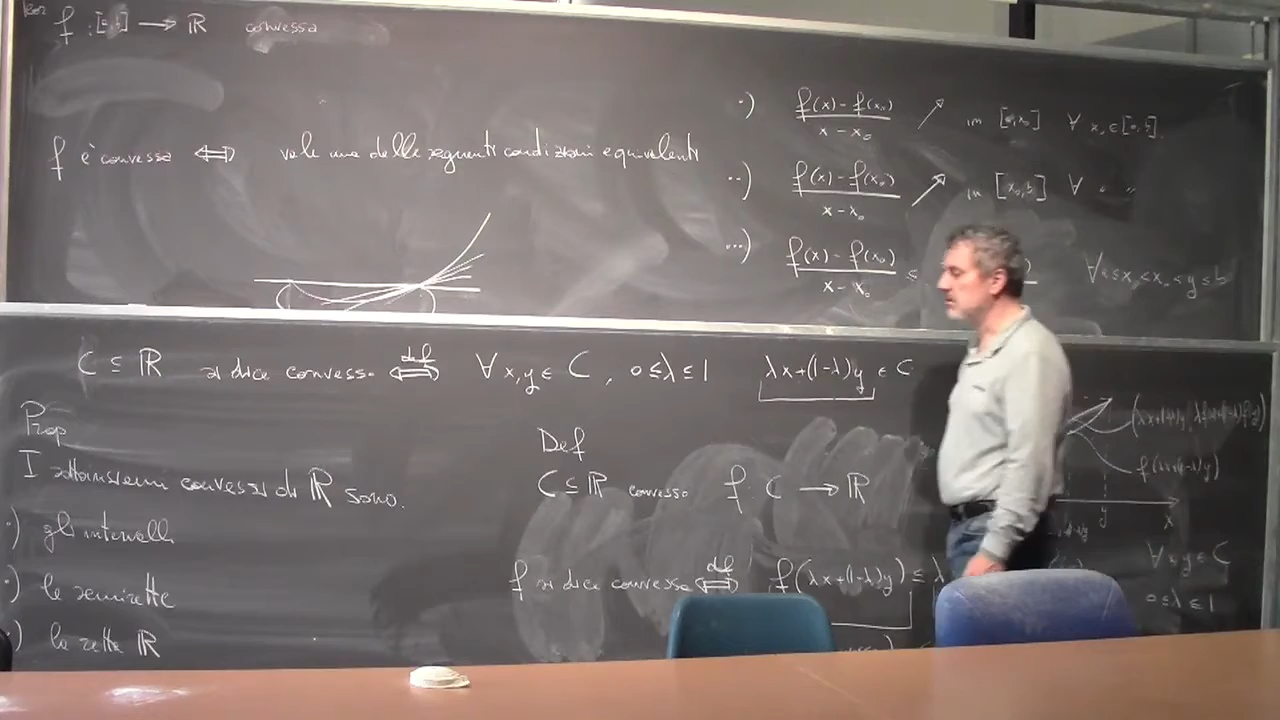 f : [a,b] → ℝ convessa
f è convessa ⟺ vale una delle seguenti condizioni equivalenti
·) f(x) - f(x₀) / x - x₀ ↗ in [a,x₀] ∀ x₀ ∈ [a,b].
··) f(x) - f(x₀) / x - x₀ ↗ in [x₀,b] ∀ " "
···) f(x) - f(x₀) / x - x₀ ≤ ∀ a ≤ x < x₀ < y ≤ b
C ⊆ ℝ si dice convesso ⟺ def ∀ x,y ∈ C, 0 ≤ λ ≤ 1 λx+(1-λ)y ∈ C
Prop
I sottoinsiemi convessi di ℝ sono.
·) gli intervalli
·) le semirette
·) la retta ℝ
Def
C ⊆ ℝ convesso f : C → ℝ
f si dice convessa ⟺ def f(λx+(1-λ)y) ≤ λ
(λx+(1-λ)y, λf(x)+(1-λ)f(y))
f(λx+(1-λ)y)
y x
∀ x,y ∈ C
0 ≤ λ ≤ 1